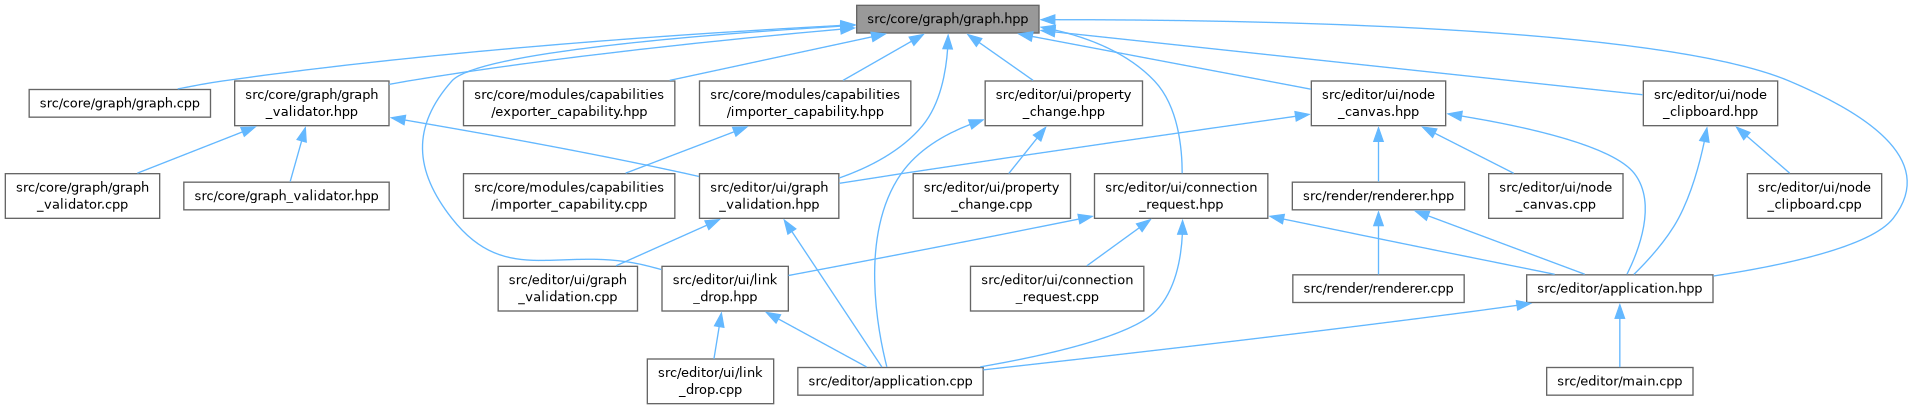 src/core/graph/graph.hpp
src/core/graph/graph.cpp
src/core/graph/graph
_validator.hpp
src/core/modules/capabilities
/exporter_capability.hpp
src/core/modules/capabilities
/importer_capability.hpp
src/editor/ui/property
_change.hpp
src/editor/ui/node
_canvas.hpp
src/editor/ui/node
_clipboard.hpp
src/core/graph/graph
_validator.cpp
src/core/graph_validator.hpp
src/core/modules/capabilities
/importer_capability.cpp
src/editor/ui/graph
_validation.hpp
src/editor/ui/property
_change.cpp
src/editor/ui/connection
_request.hpp
src/render/renderer.hpp
src/editor/ui/node
_canvas.cpp
src/editor/ui/node
_clipboard.cpp
src/editor/ui/graph
_validation.cpp
src/editor/ui/link
_drop.hpp
src/editor/ui/connection
_request.cpp
src/render/renderer.cpp
src/editor/application.hpp
src/editor/ui/link
_drop.cpp
src/editor/application.cpp
src/editor/main.cpp